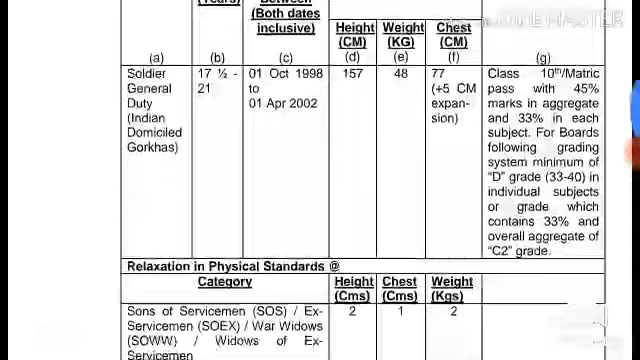 (Years)
Between
(Both dates
inclusive)
Height
(CM)
Weight
(KG)
Chest
(CM)
(a) (b) (c) (d) (e) (f) (g)
Soldier General Duty (Indian Domiciled Gorkhas)
17 ½ - 21
01 Oct 1998 to 01 Apr 2002
157
48
77 (+5 CM expan-sion)
Class 10th/Matric
pass with 45%
marks in aggregate
and 33% in each
subject. For Boards
following grading
system minimum of
“D” grade (33-40) in
individual subjects
or grade which
contains 33% and
overall aggregate of
“C2” grade.
Relaxation in Physical Standards @
Category
Height
(Cms)
Chest
(Cms)
Weight
(Kgs)
Sons of Servicemen (SOS) / Ex-
Servicemen (SOEX) / War Widows
(SOWW) / Widows of Ex-
Servicemen
2 1 2